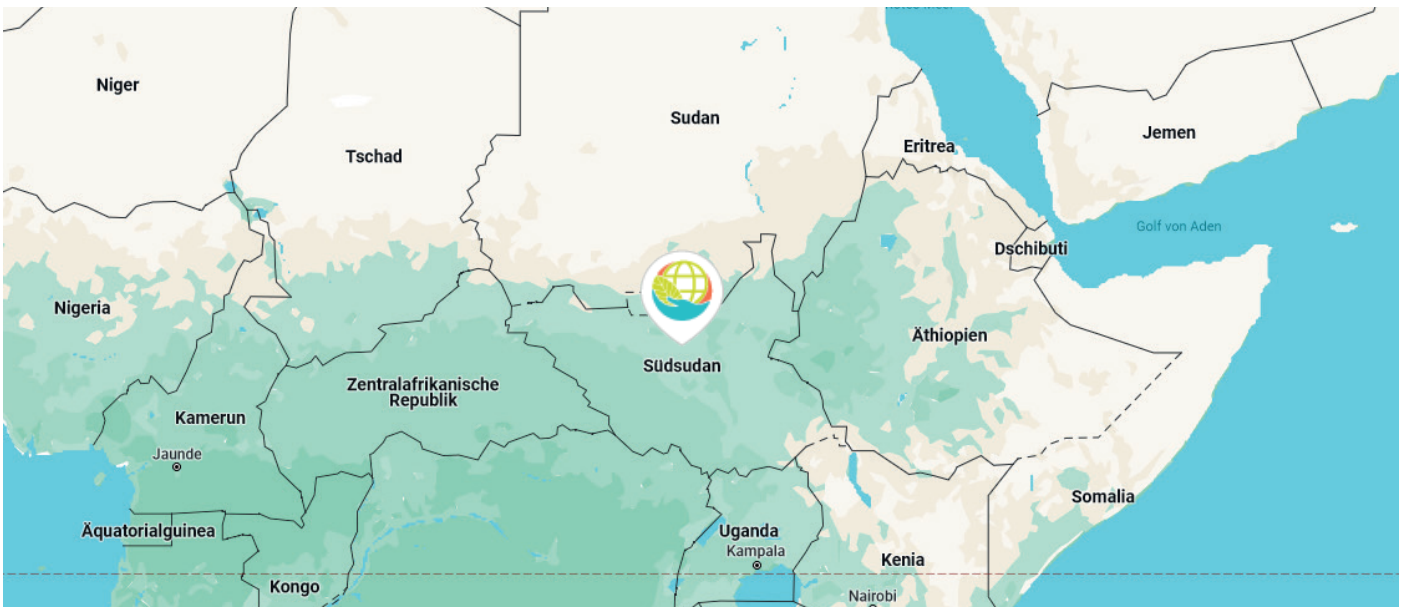 Niger
Sudan
Jemen
Eritrea
Tschad
Golf von Aden
Dschibuti
Nigeria
Äthiopien
Südsudan
Zentralafrikanische
Republik
Kamerun
Jaunde
Somalia
Äquatorialguinea
Uganda
Kampala
Kenia
Kongo
Nairobi